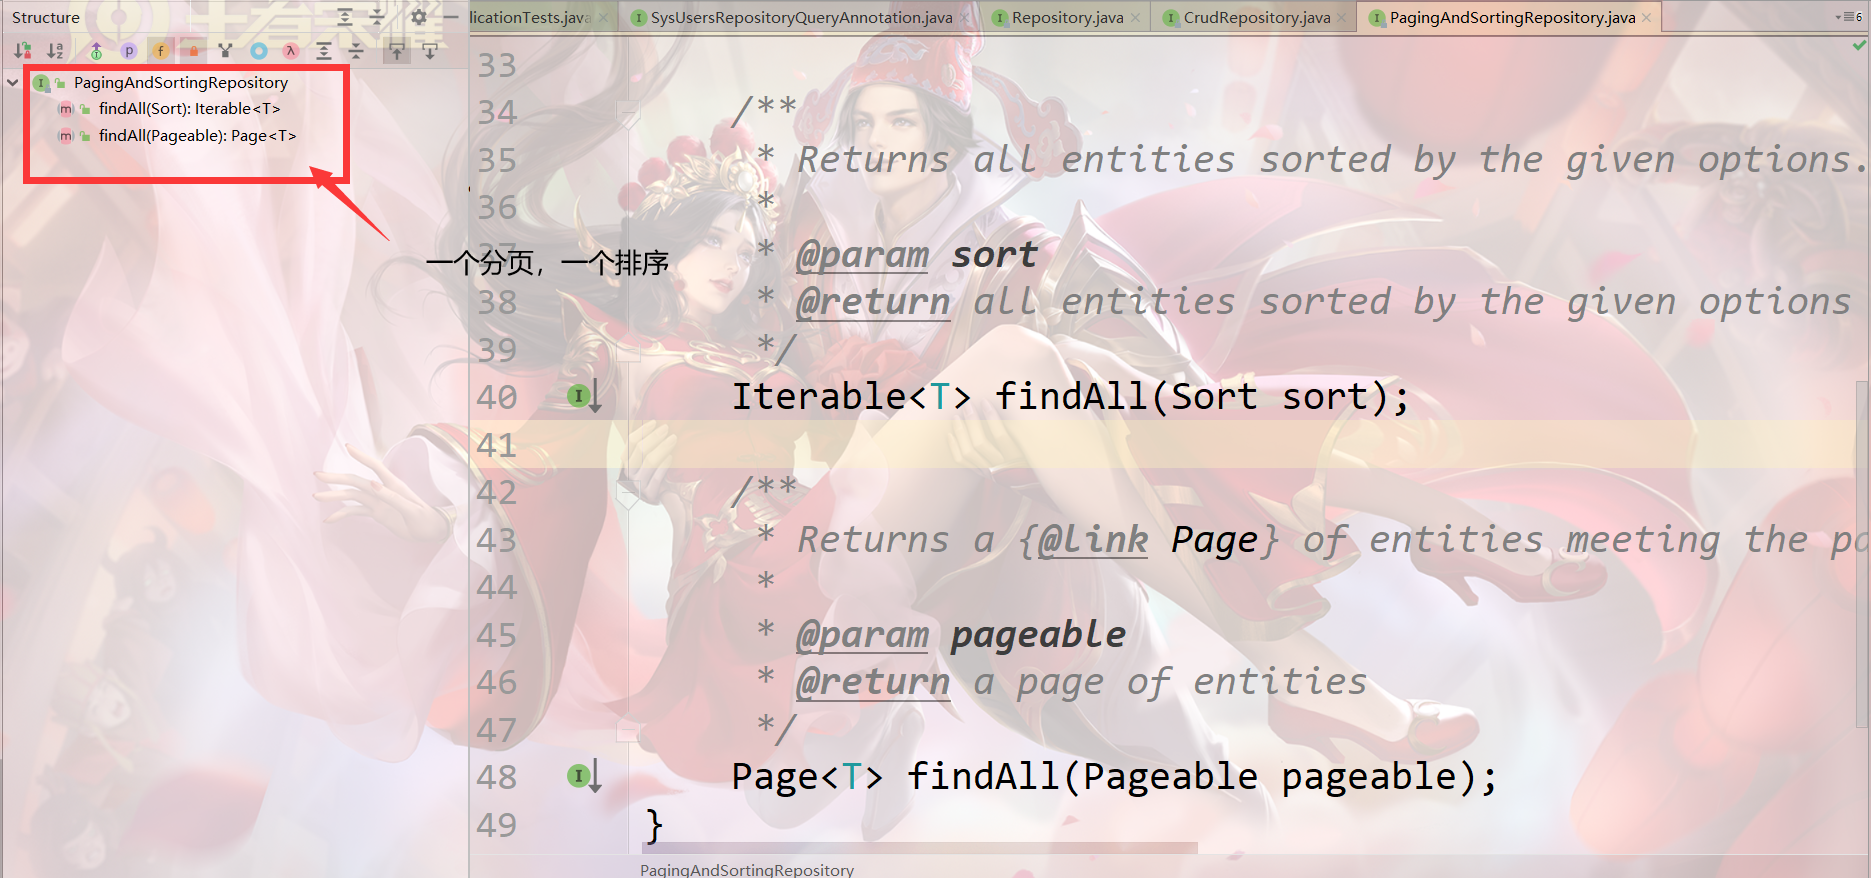 Structure
licationTests.java
SysUsersRepositoryQueryAnnotation.java
Repository.java
CrudRepository.java
PagingAndSortingRepository.java
6
PagingAndSortingRepository
findAll(Sort): Iterable<T>
findAll(Pageable): Page<T>
一个分页，一个排序
33
34 /**
35 * Returns all entities sorted by the given options.
36 *
37 * @param sort
38 * @return all entities sorted by the given options
39 */
40 Iterable<T> findAll(Sort sort);
41
42 /**
43 * Returns a {@link Page} of entities meeting the pa
44 *
45 * @param pageable
46 * @return a page of entities
47 */
48 Page<T> findAll(Pageable pageable);
49 }
PagingAndSortingRepository